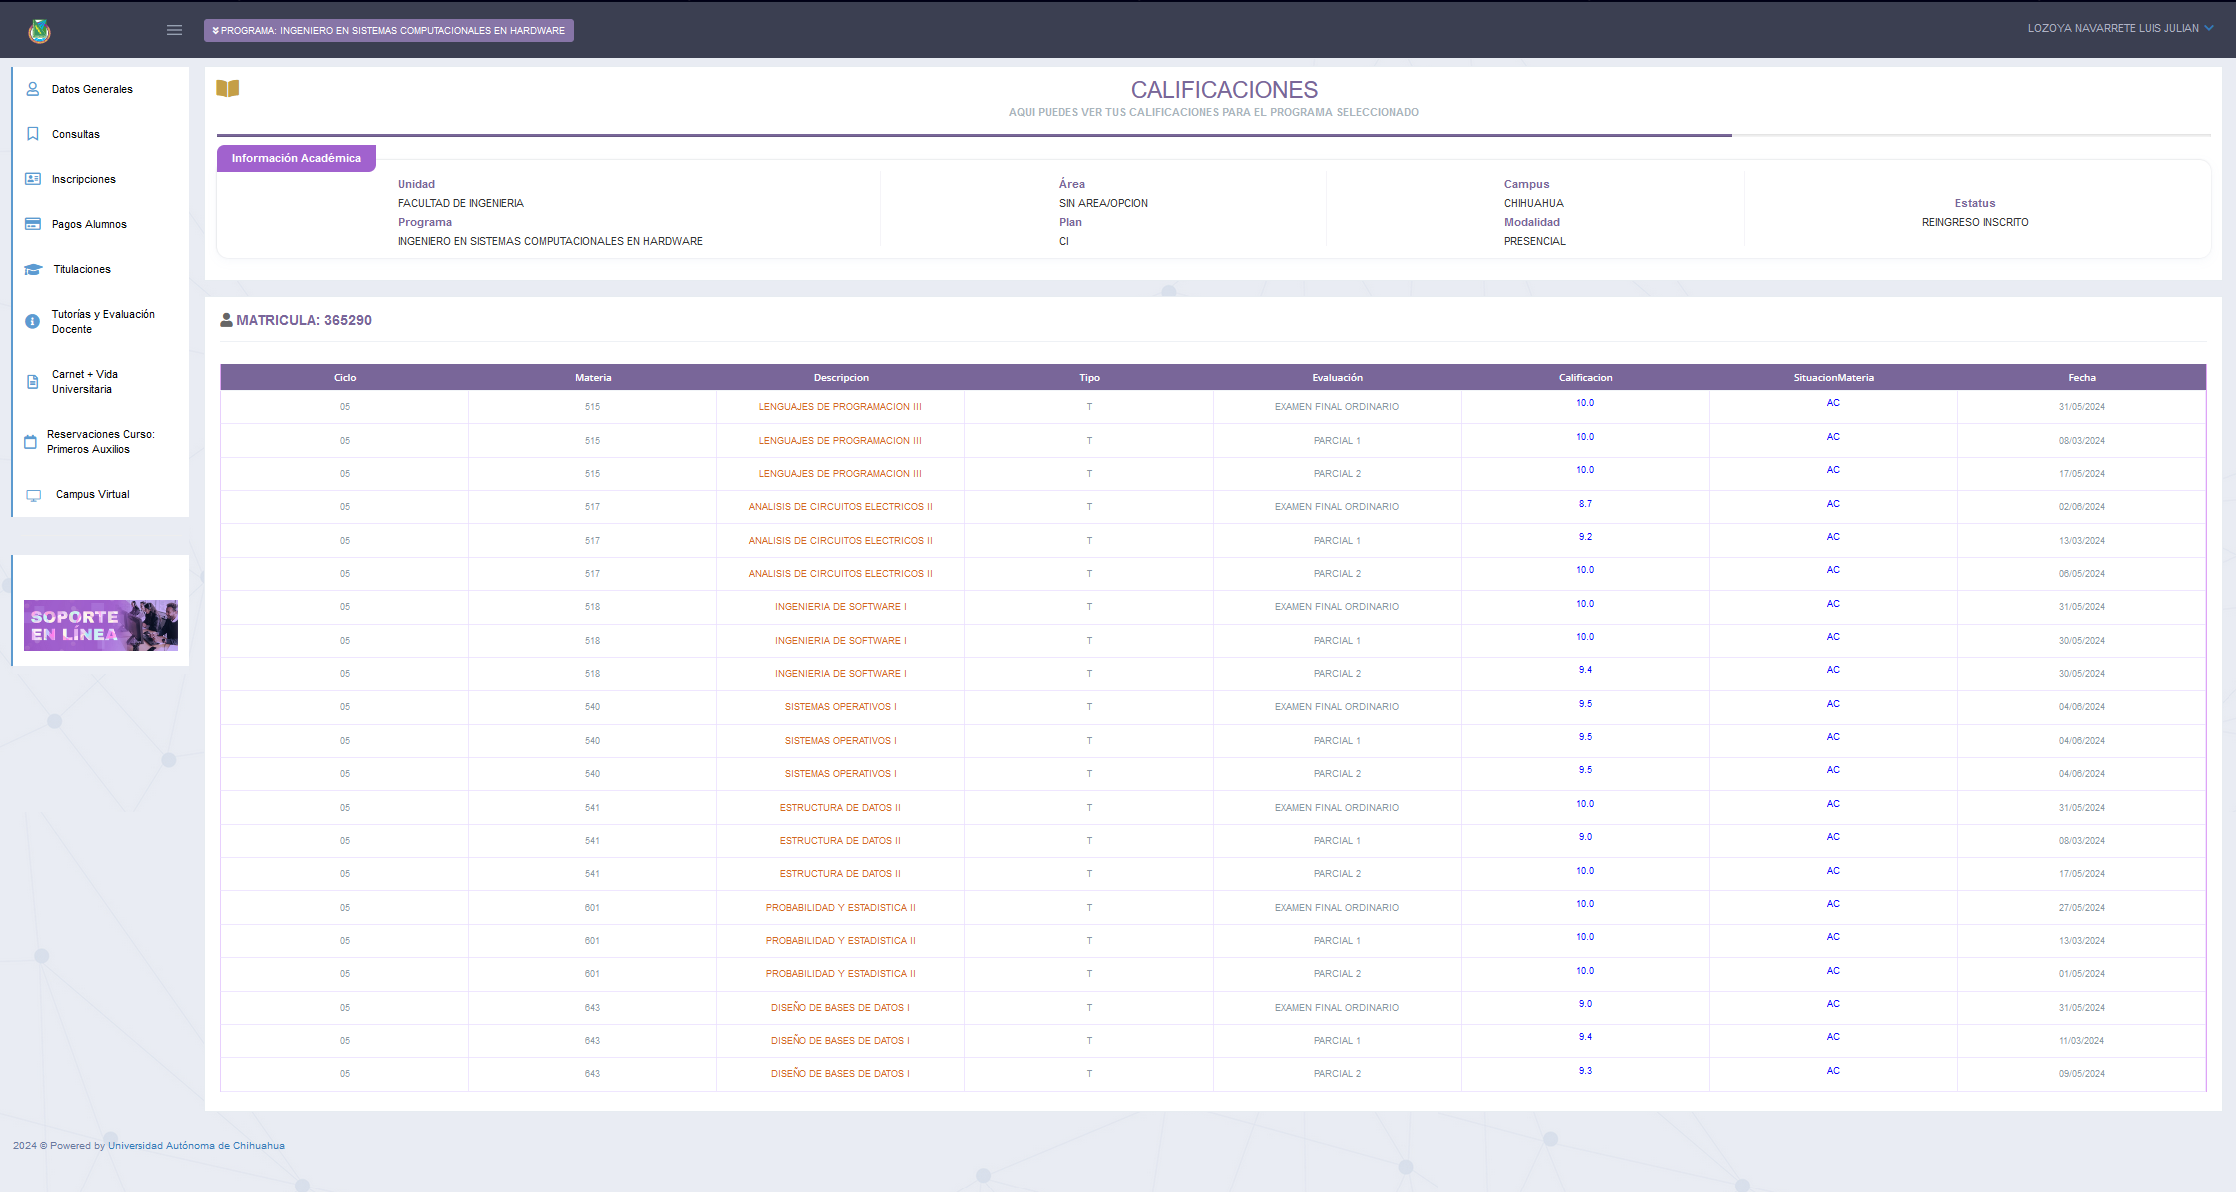 PROGRAMA: INGENIERO EN SISTEMAS COMPUTACIONALES EN HARDWARE
LOZOYA NAVARRETE LUIS JULIAN
Datos Generales
Consultas
Inscripciones
Pagos Alumnos
Titulaciones
Tutorías y Evaluación
Docente
Carnet + Vida
Universitaria
Reservaciones Curso:
Primeros Auxilios
Campus Virtual
SOPORTE
EN LÍNEA
CALIFICACIONES
AQUI PUEDES VER TUS CALIFICACIONES PARA EL PROGRAMA SELECCIONADO
Información Académica
Unidad
FACULTAD DE INGENIERIA
Programa
INGENIERO EN SISTEMAS COMPUTACIONALES EN HARDWARE
Área
SIN AREA/OPCION
Plan
CI
Campus
CHIHUAHUA
Modalidad
PRESENCIAL
Estatus
REINGRESO INSCRITO
MATRICULA: 365290
Ciclo Materia Descripcion Tipo Evaluación Calificacion SituacionMateria Fecha
05 515 LENGUAJES DE PROGRAMACION III T EXAMEN FINAL ORDINARIO 10.0 AC 31/05/2024
05 515 LENGUAJES DE PROGRAMACION III T PARCIAL 1 10.0 AC 08/03/2024
05 515 LENGUAJES DE PROGRAMACION III T PARCIAL 2 10.0 AC 17/05/2024
05 517 ANALISIS DE CIRCUITOS ELECTRICOS II T EXAMEN FINAL ORDINARIO 8.7 AC 02/06/2024
05 517 ANALISIS DE CIRCUITOS ELECTRICOS II T PARCIAL 1 9.2 AC 13/03/2024
05 517 ANALISIS DE CIRCUITOS ELECTRICOS II T PARCIAL 2 10.0 AC 06/05/2024
05 518 INGENIERIA DE SOFTWARE I T EXAMEN FINAL ORDINARIO 10.0 AC 31/05/2024
05 518 INGENIERIA DE SOFTWARE I T PARCIAL 1 10.0 AC 30/05/2024
05 518 INGENIERIA DE SOFTWARE I T PARCIAL 2 9.4 AC 30/05/2024
05 540 SISTEMAS OPERATIVOS I T EXAMEN FINAL ORDINARIO 9.5 AC 04/06/2024
05 540 SISTEMAS OPERATIVOS I T PARCIAL 1 9.5 AC 04/06/2024
05 540 SISTEMAS OPERATIVOS I T PARCIAL 2 9.5 AC 04/06/2024
05 541 ESTRUCTURA DE DATOS II T EXAMEN FINAL ORDINARIO 10.0 AC 31/05/2024
05 541 ESTRUCTURA DE DATOS II T PARCIAL 1 9.0 AC 08/03/2024
05 541 ESTRUCTURA DE DATOS II T PARCIAL 2 10.0 AC 17/05/2024
05 601 PROBABILIDAD Y ESTADISTICA II T EXAMEN FINAL ORDINARIO 10.0 AC 27/05/2024
05 601 PROBABILIDAD Y ESTADISTICA II T PARCIAL 1 10.0 AC 13/03/2024
05 601 PROBABILIDAD Y ESTADISTICA II T PARCIAL 2 10.0 AC 01/05/2024
05 643 DISEÑO DE BASES DE DATOS I T EXAMEN FINAL ORDINARIO 9.0 AC 31/05/2024
05 643 DISEÑO DE BASES DE DATOS I T PARCIAL 1 9.4 AC 11/03/2024
05 643 DISEÑO DE BASES DE DATOS I T PARCIAL 2 9.3 AC 09/05/2024
2024 © Powered by Universidad Autónoma de Chihuahua